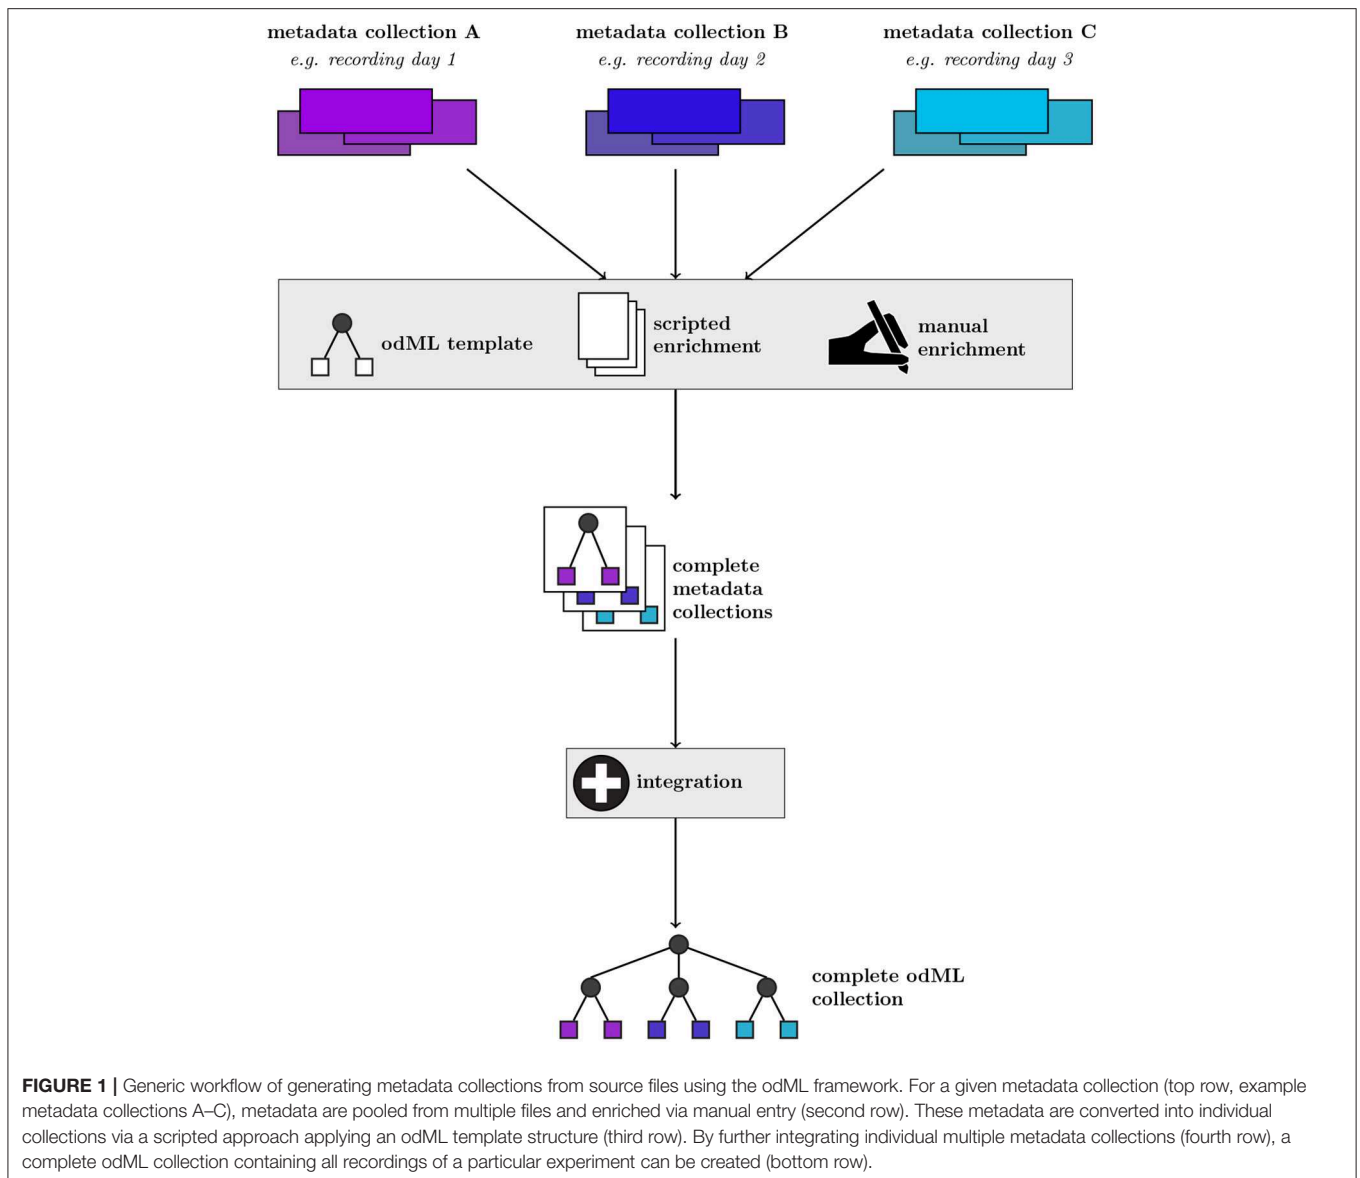 metadata collection A
e.g. recording day 1
metadata collection B
e.g. recording day 2
metadata collection C
e.g. recording day 3
odML template
scripted
enrichment
manual
enrichment
complete
metadata
collections
integration
complete odML
collection
FIGURE 1 | Generic workflow of generating metadata collections from source files using the odML framework. For a given metadata collection (top row, example
metadata collections A–C), metadata are pooled from multiple files and enriched via manual entry (second row). These metadata are converted into individual
collections via a scripted approach applying an odML template structure (third row). By further integrating individual multiple metadata collections (fourth row), a
complete odML collection containing all recordings of a particular experiment can be created (bottom row).